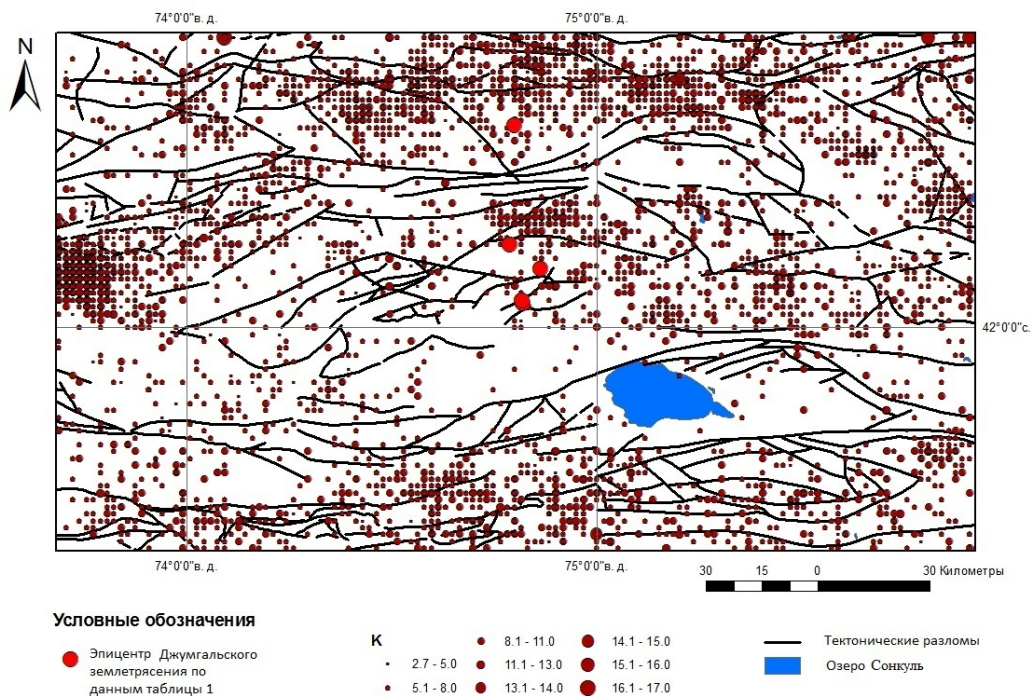 74°0'0"в. д.
75°0'0"в. д.
N
42°0'0"с.
74°0'0"в. д.
75°0'0"в. д.
30 15 0 30 Километры
Условные обозначения
Эпицентр Джумгальского
землетрясения по
данным таблицы 1
К
2.7 - 5.0
5.1 - 8.0
8.1 - 11.0
11.1 - 13.0
13.1 - 14.0
14.1 - 15.0
15.1 - 16.0
16.1 - 17.0
Тектонические разломы
Озеро Сонкуль